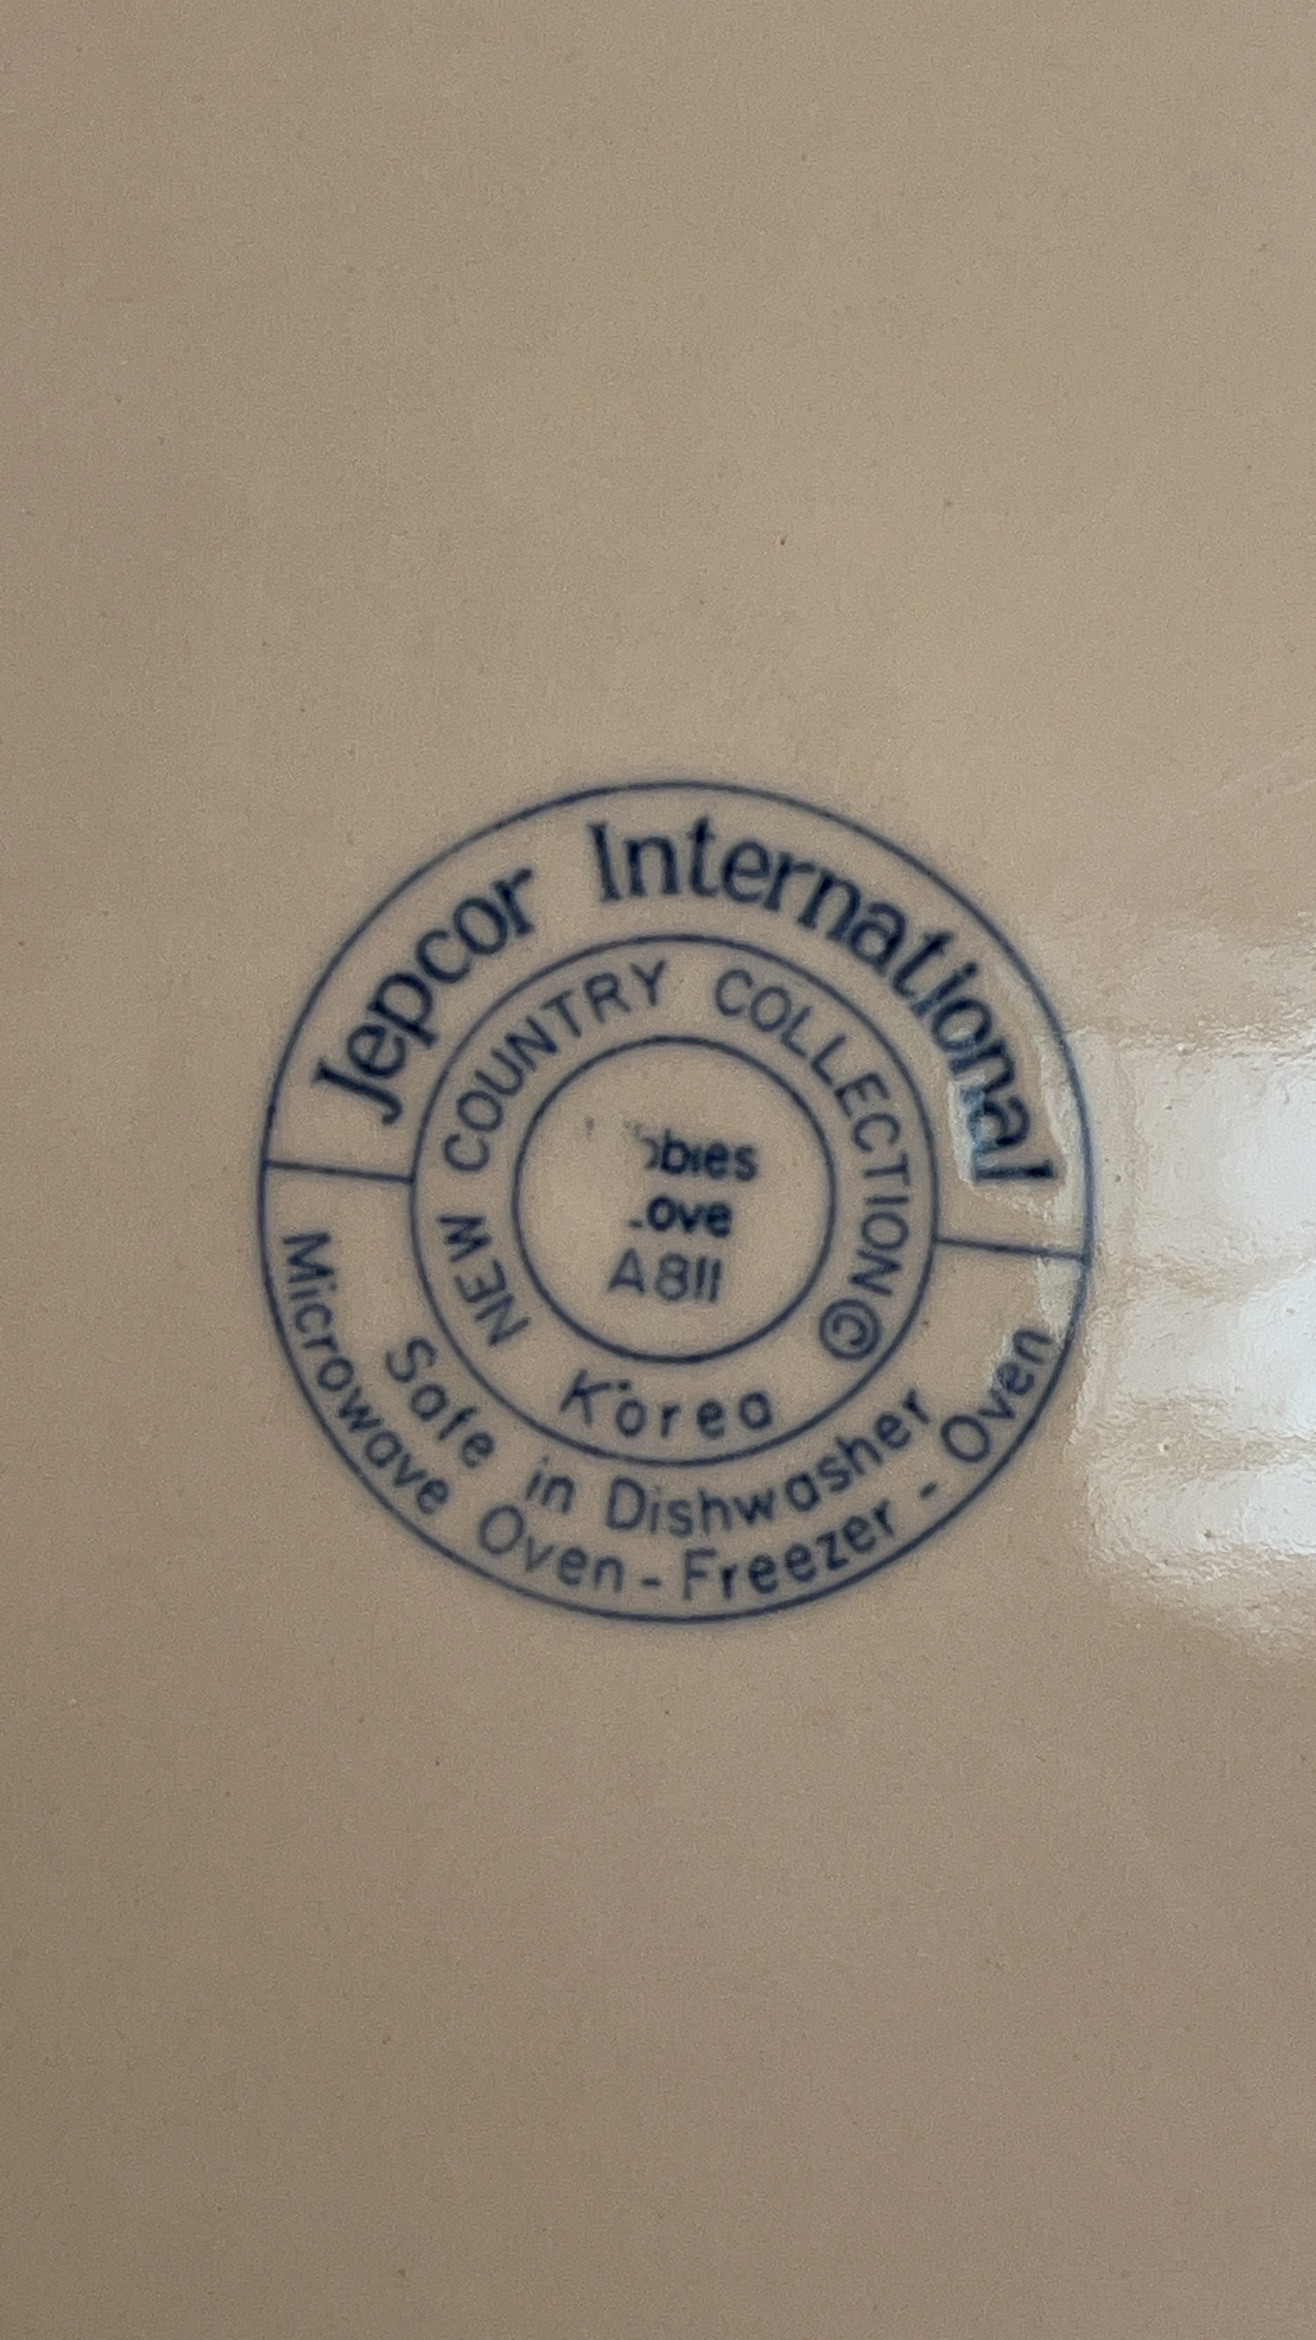 Jepcor International
NEW COUNTRY COLLECTION ©
A811
Korea
Safe in Dishwasher
Microwave Oven - Freezer - Oven